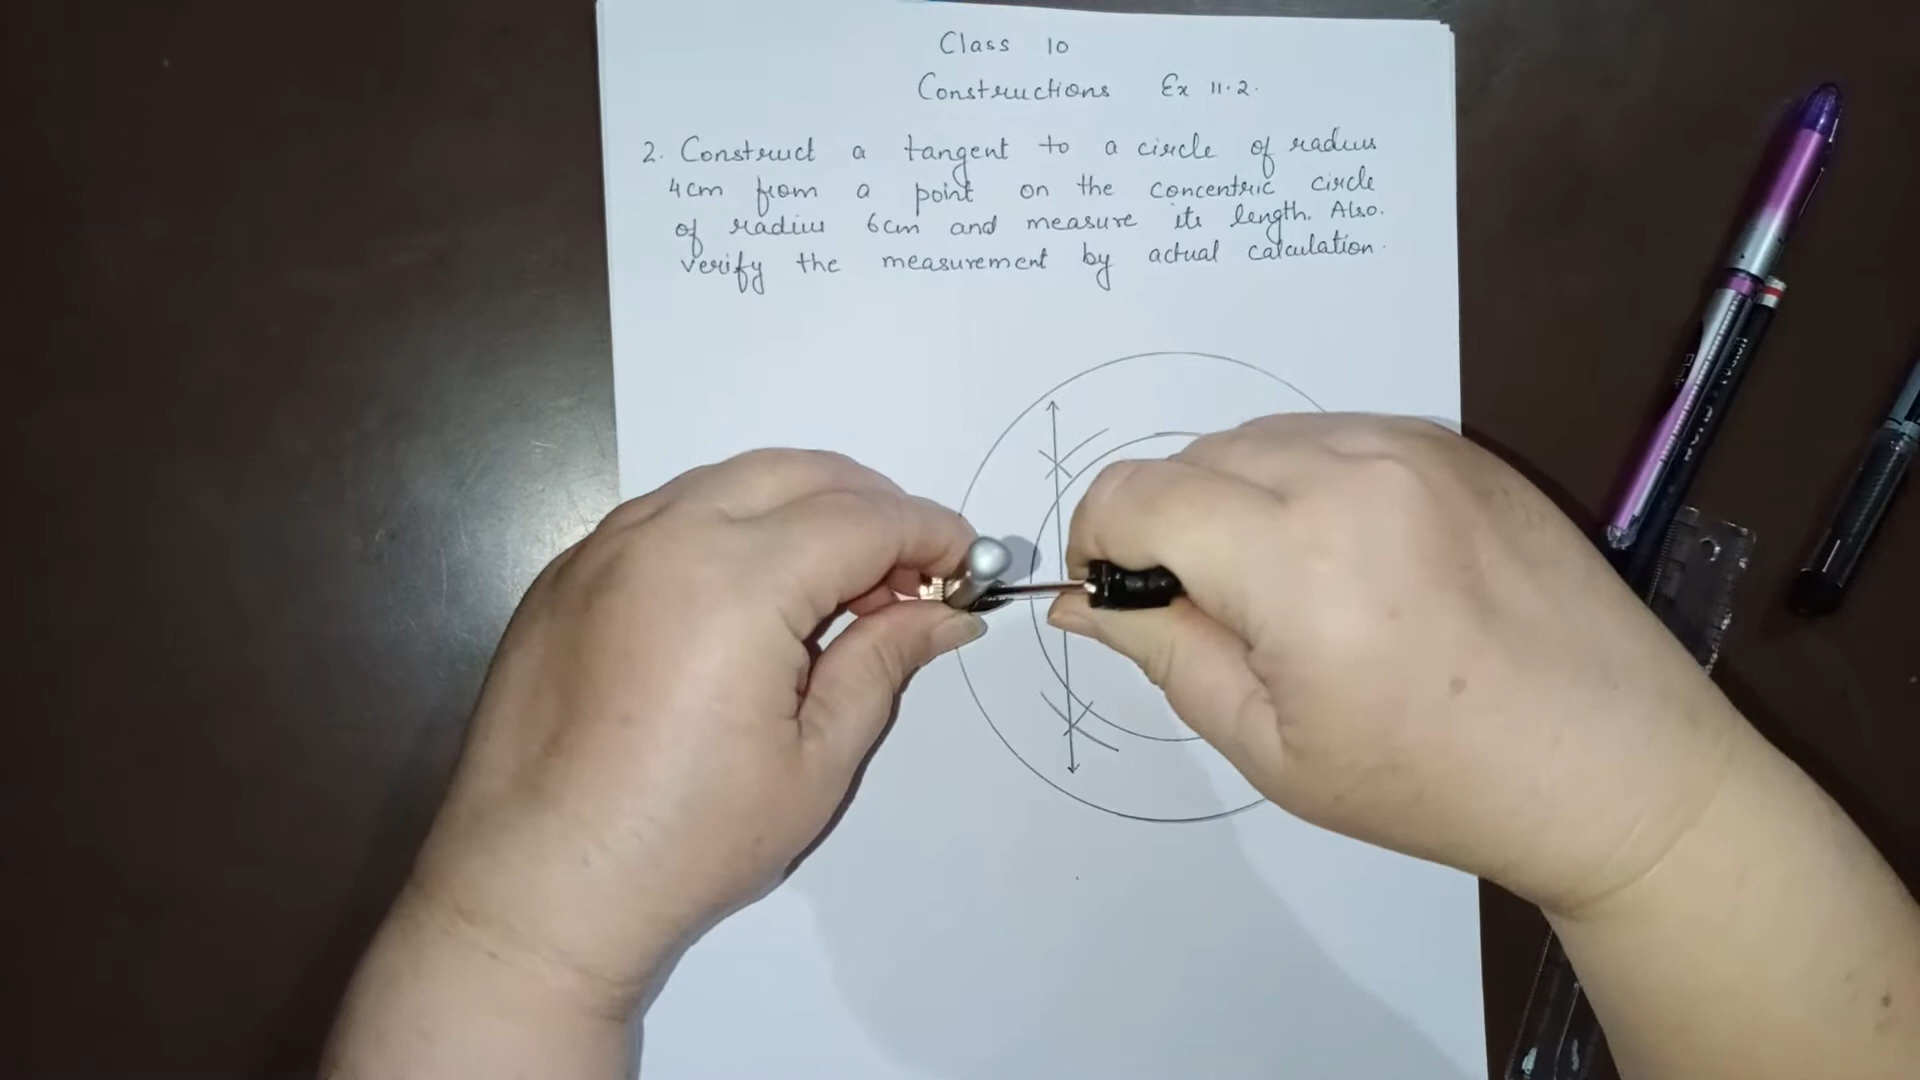 Class 10
Constructions Ex 11.2.
2. Construct a tangent to a circle of radius
4cm from a point on the concentric circle
of radius 6cm and measure its length. Also.
verify the measurement by actual calculation.